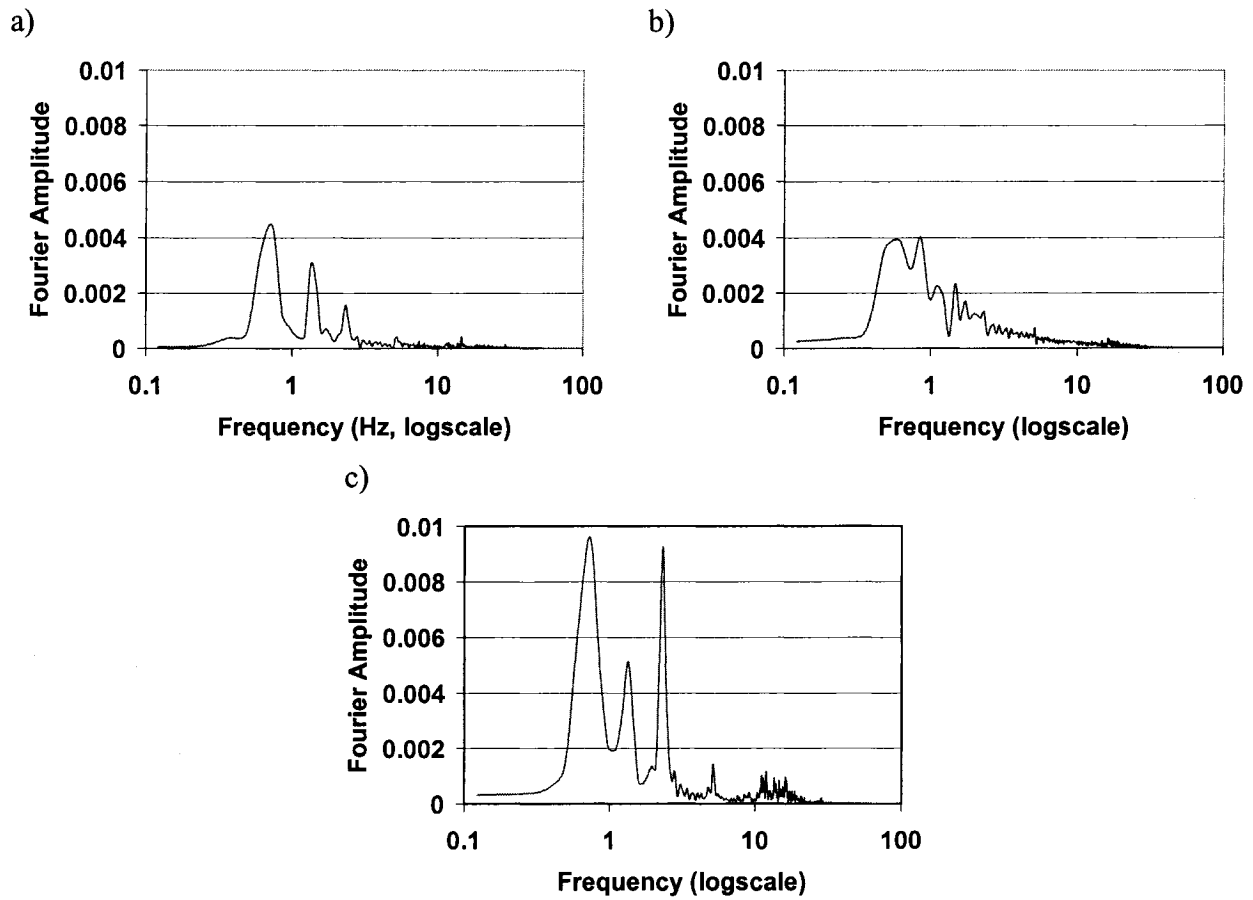 a)
0.01
0.008
0.006
0.004
0.002
0
Fourier Amplitude
0.1 1 10 100
Frequency (Hz, logscale)
b)
0.01
0.008
0.006
0.004
0.002
0
Fourier Amplitude
0.1 1 10 100
Frequency (logscale)
c)
0.01
0.008
0.006
0.004
0.002
0
Fourier Amplitude
0.1 1 10 100
Frequency (logscale)